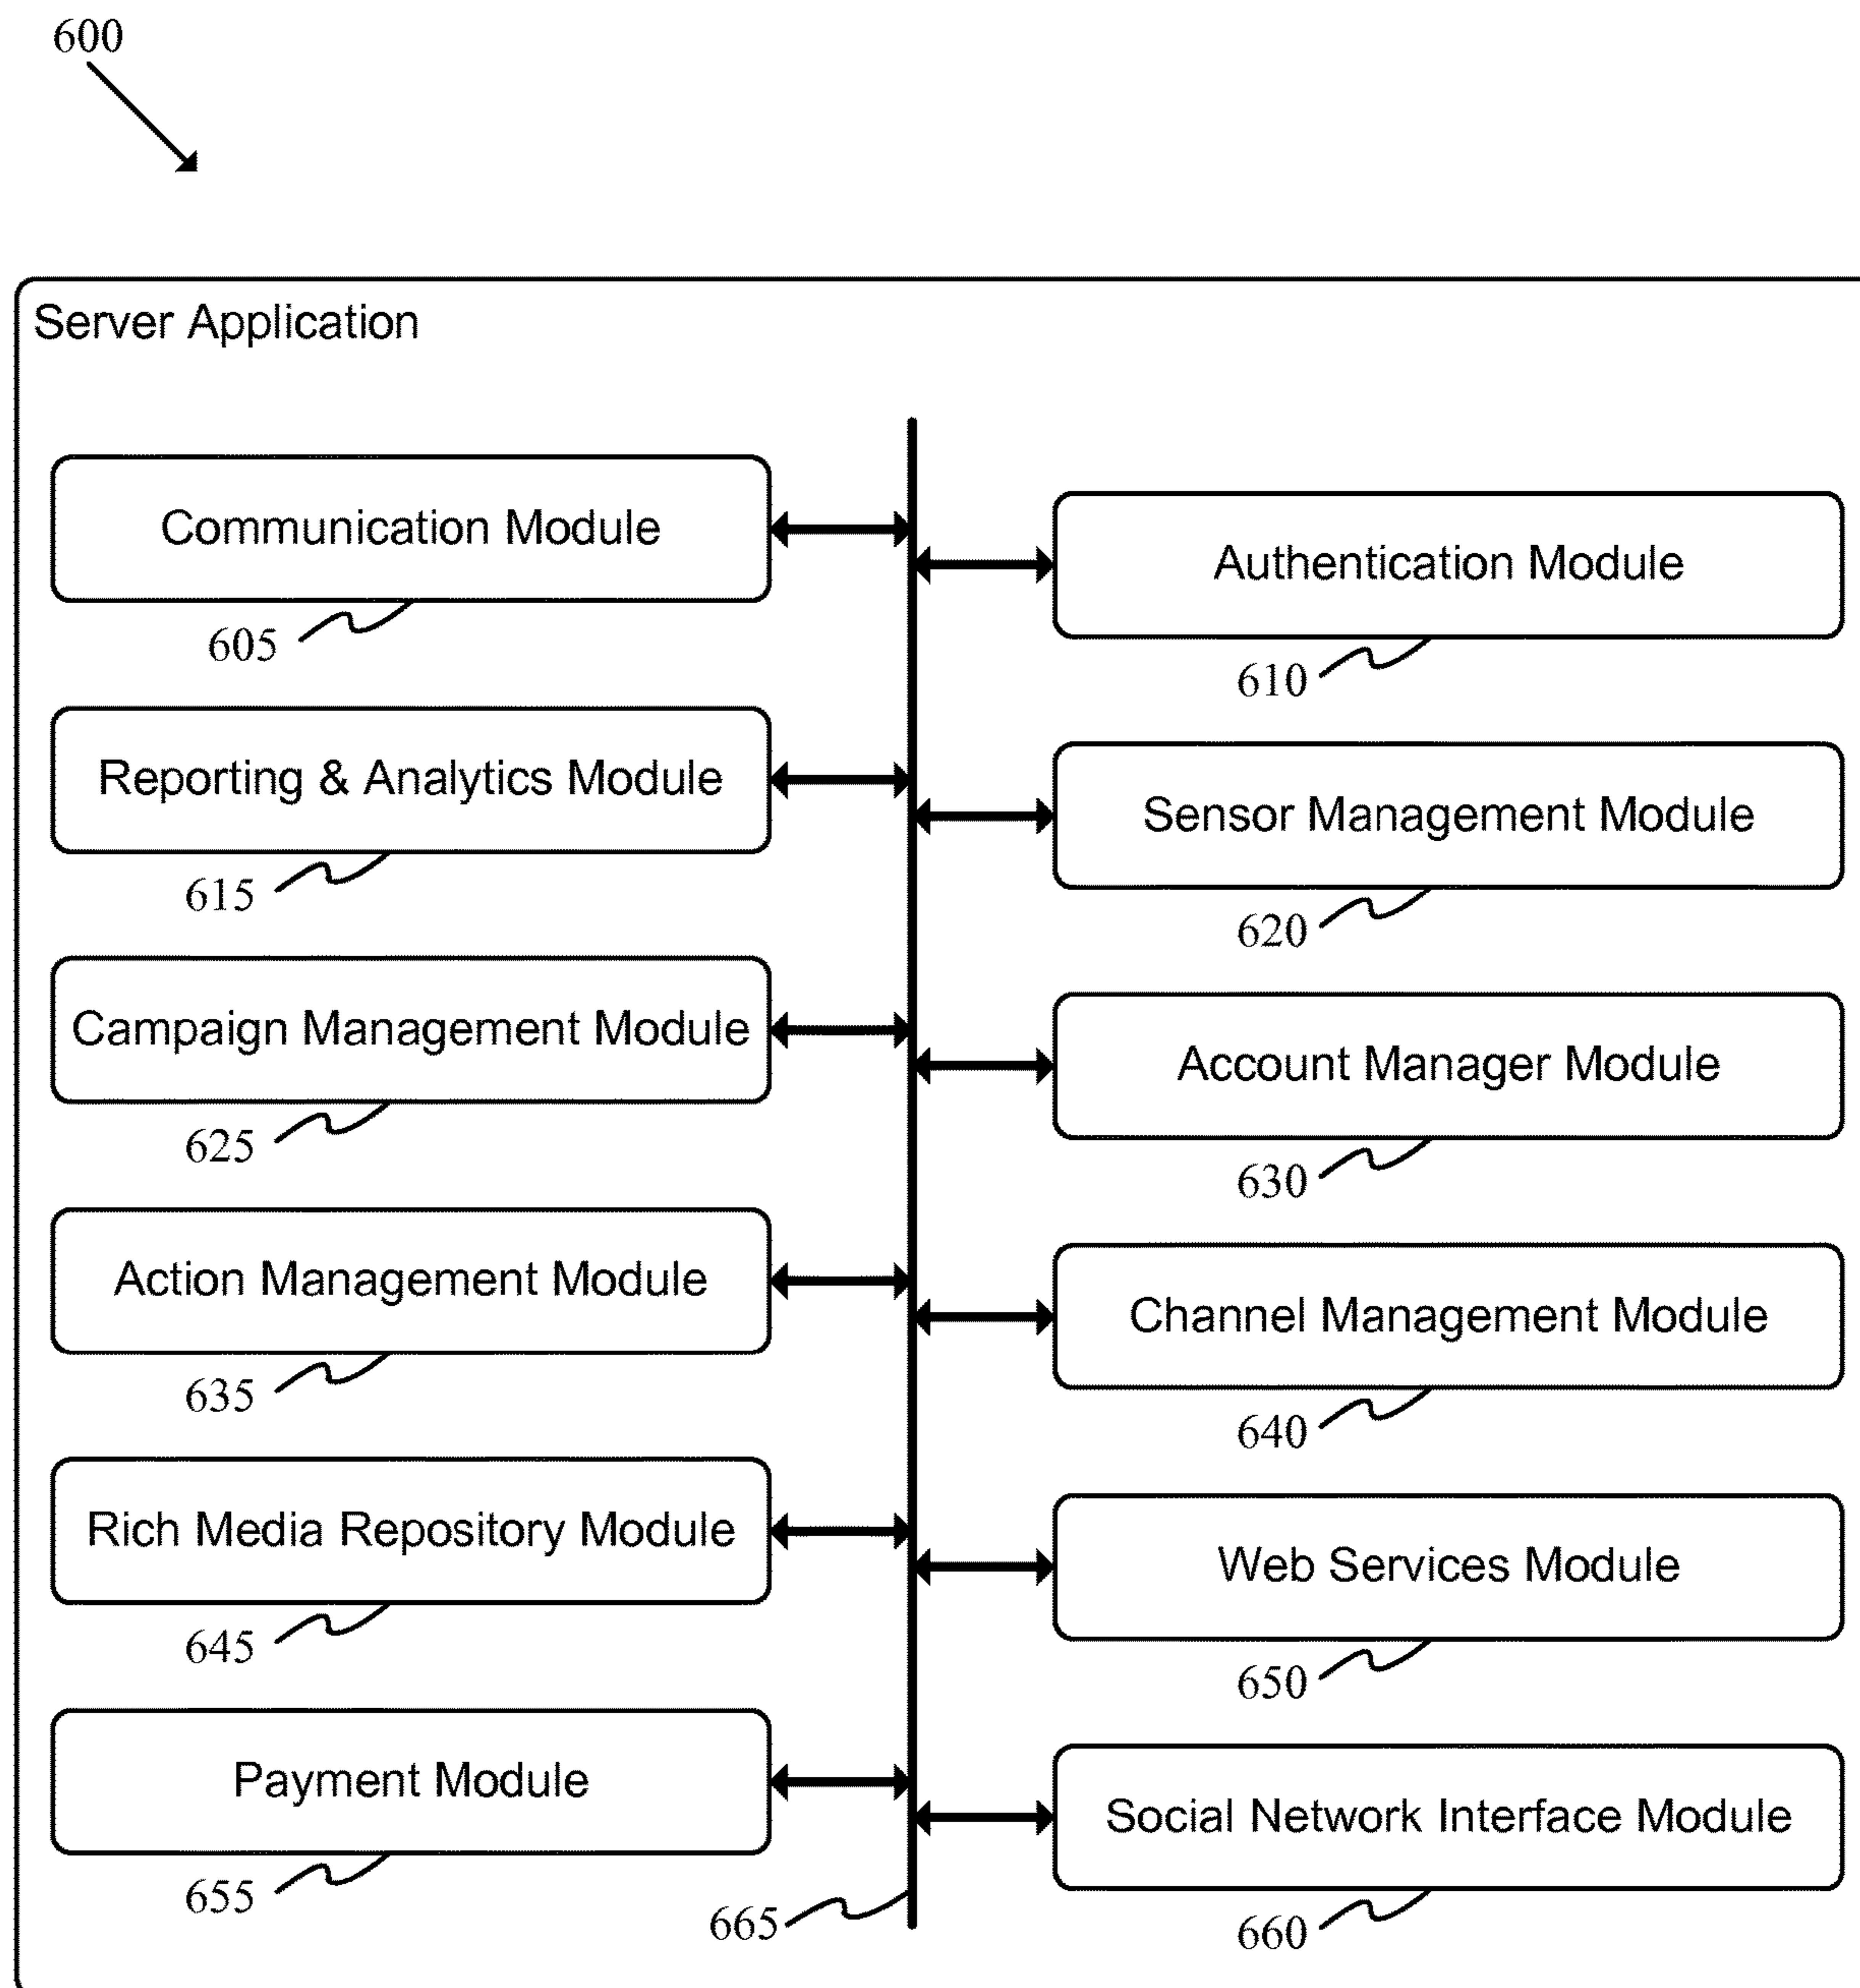 600
Server Application
Communication Module
605
Authentication Module
610
Reporting & Analytics Module
615
Sensor Management Module
620
Campaign Management Module
625
Account Manager Module
630
Action Management Module
635
Channel Management Module
640
Rich Media Repository Module
645
Web Services Module
650
Payment Module
655
Social Network Interface Module
660
665